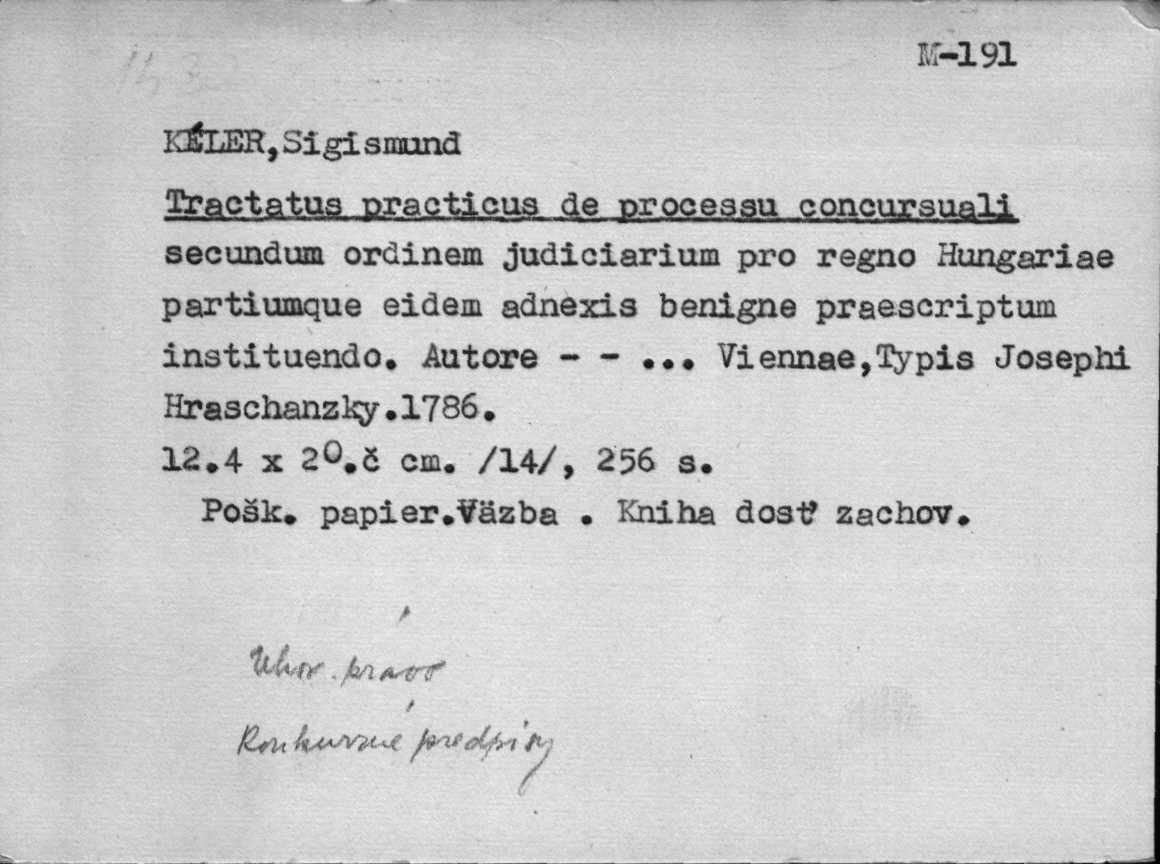 M-191
KÉLER,Sigismund
Tractatus practicus de processu concursuali
secundum ordinem judiciarium pro regno Hungariae
partiumque eidem adnexis benigne praescriptum
instituendo. Autore - - ... Viennae,Typis Josephi
Hraschanzky.1786.
12.4 x 20.č cm. /14/, 256 s.
Pošk. papier.Väzba . Kniha dosť zachov.
Uhor. právo
Konkurzné predpisy